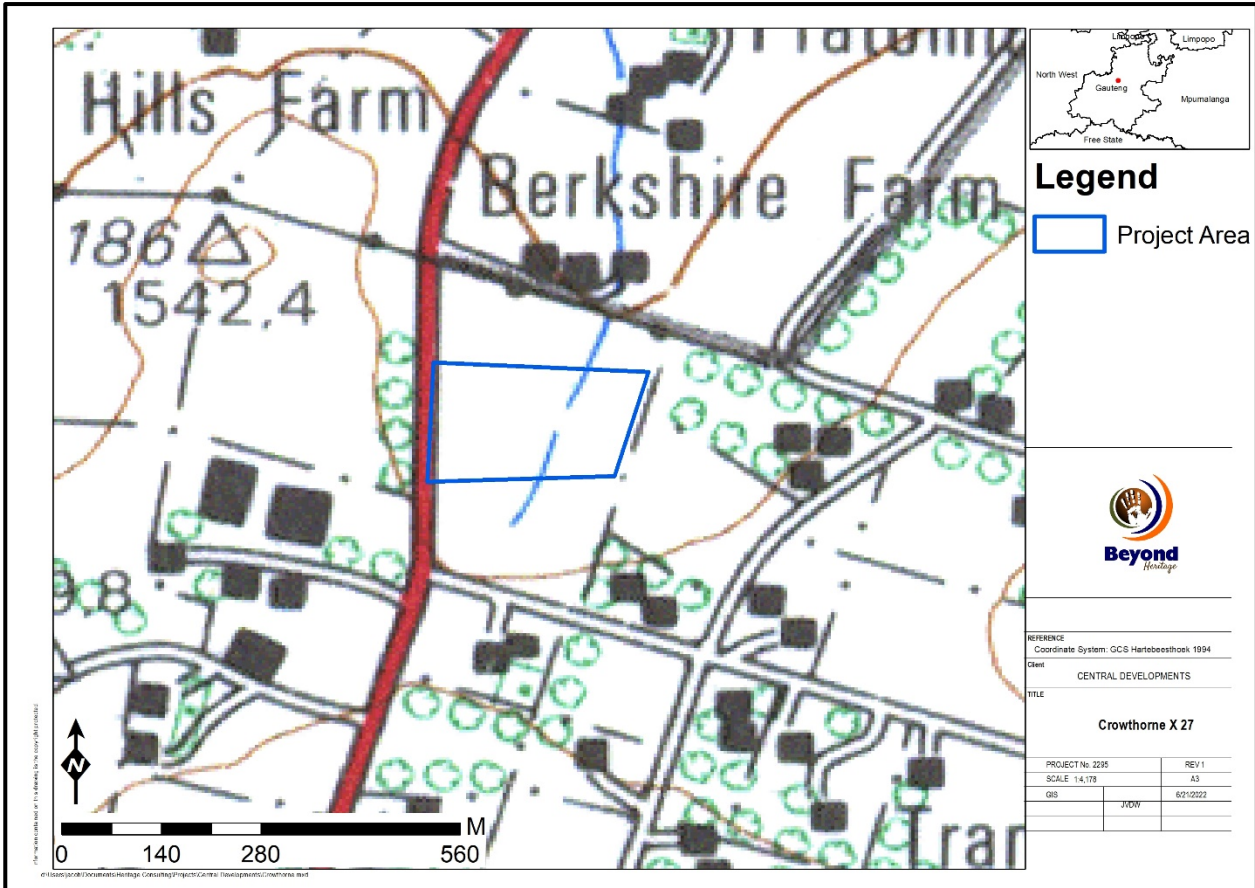 Hills Farm
Berkshire Farm
186
1542,4
Limpopo
Limpopo
North West
Gauteng
Mpumalanga
Free State
Legend
Project Area
Beyond
Heritage
REFERENCE
Coordinate System: GCS Hartebeesthoek 1994
Client
CENTRAL DEVELOPMENTS
TITLE
Crowthorne X 27
PROJECT No. 2295 REV 1
SCALE 1:4,178 A3
GIS JVDW 6/21/2022
N
M
0 140 280 560